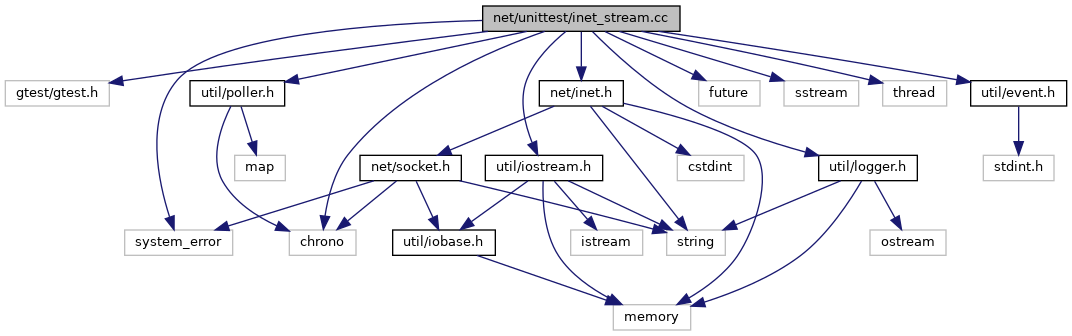 net/unittest/inet_stream.cc
gtest/gtest.h
util/poller.h
net/inet.h
future
sstream
thread
util/event.h
map
net/socket.h
util/iostream.h
cstdint
util/logger.h
stdint.h
system_error
chrono
util/iobase.h
istream
string
ostream
memory